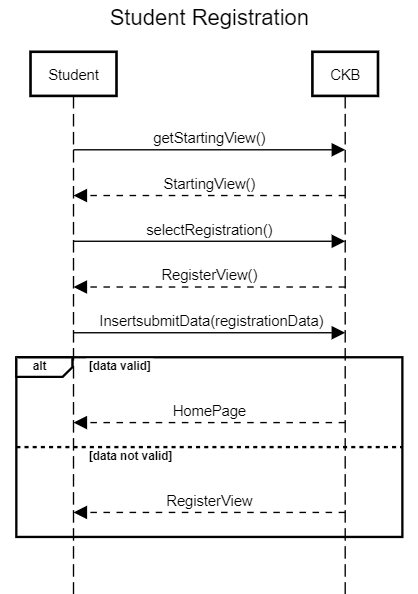 Student Registration
Student
CKB
getStartingView()
StartingView()
selectRegistration()
RegisterView()
InsertsubmitData(registrationData)
alt
[data valid]
HomePage
[data not valid]
RegisterView